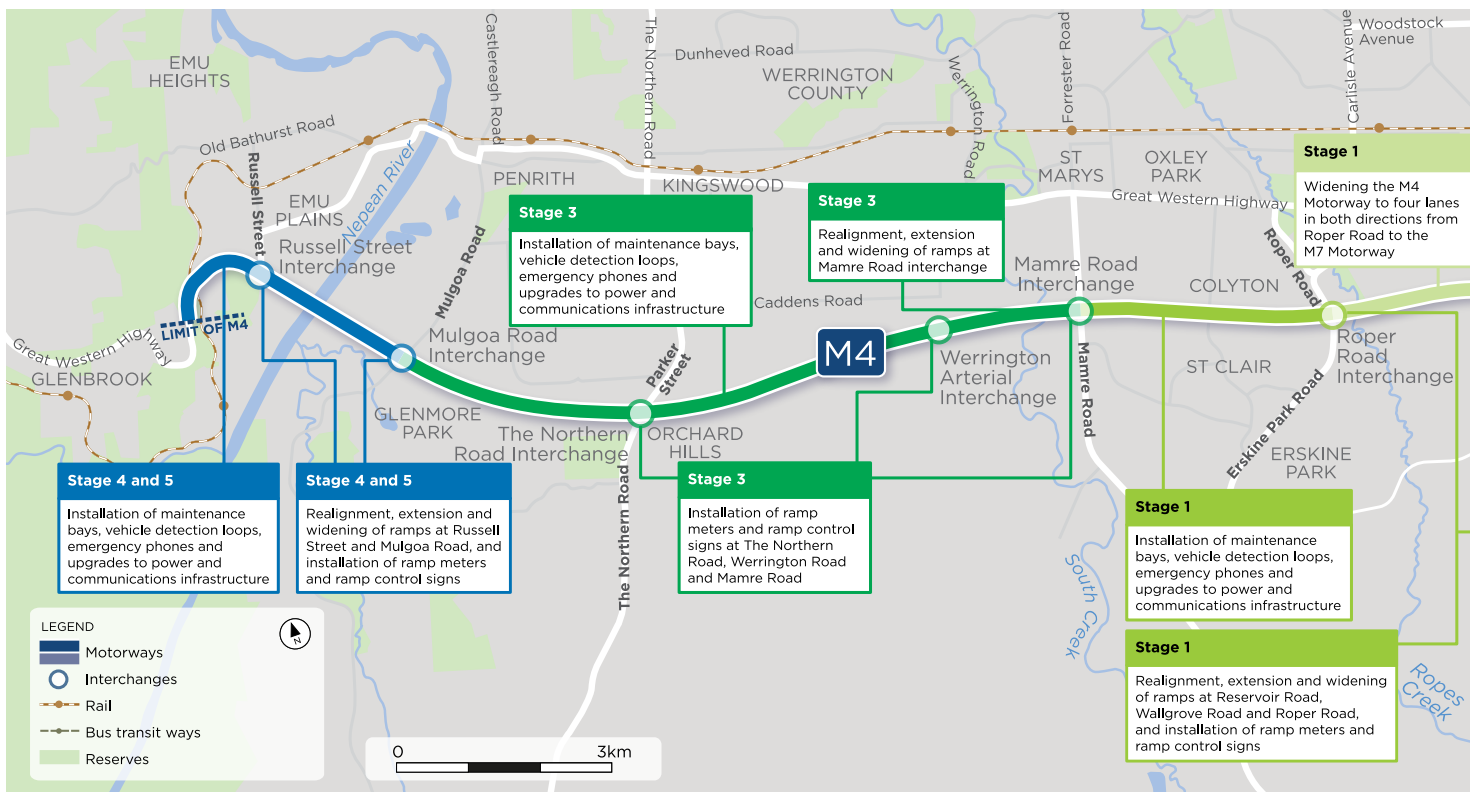 EMU
HEIGHTS
Old Bathurst Road
Russell Street
EMU
PLAINS
Nepean River
Russell Street
Interchange
LIMIT OF M4
Great Western Highway
GLENBROOK
Castlereagh Road
PENRITH
Mulgoa Road
Mulgoa Road
Interchange
GLENMORE
PARK
The Northern Road
Dunheved Road
WERRINGTON
COUNTY
KINGSWOOD
Werrington Road
Forrester Road
ST
MARYS
OXLEY
PARK
Great Western Highway
Carlisle Avenue
Woodstock
Avenue
Stage 1
Widening the M4
Motorway to four lanes
in both directions from
Roper Road to the
M7 Motorway
Stage 3
Installation of maintenance bays,
vehicle detection loops,
emergency phones and
upgrades to power and
communications infrastructure
Stage 3
Realignment, extension
and widening of ramps at
Mamre Road interchange
Caddens Road
Mamre Road
Interchange
COLYTON
Roper Road
M4
Parker
Street
Werrington
Arterial
Interchange
Mamre Road
ST CLAIR
Roper
Road
Interchange
Erskine Park Road
ERSKINE
PARK
The Northern
Road Interchange
ORCHARD
HILLS
The Northern Road
Stage 4 and 5
Installation of maintenance
bays, vehicle detection loops,
emergency phones and
upgrades to power and
communications infrastructure
Stage 4 and 5
Realignment, extension and
widening of ramps at Russell
Street and Mulgoa Road, and
installation of ramp meters
and ramp control signs
Stage 3
Installation of ramp
meters and ramp control
signs at The Northern
Road, Werrington Road
and Mamre Road
South Creek
Stage 1
Installation of maintenance
bays, vehicle detection loops,
emergency phones and
upgrades to power and
communications infrastructure
Stage 1
Realignment, extension and widening
of ramps at Reservoir Road,
Wallgrove Road and Roper Road,
and installation of ramp meters and
ramp control signs
Ropes
Creek
LEGEND
N
Motorways
Interchanges
Rail
Bus transit ways
Reserves
0 3km